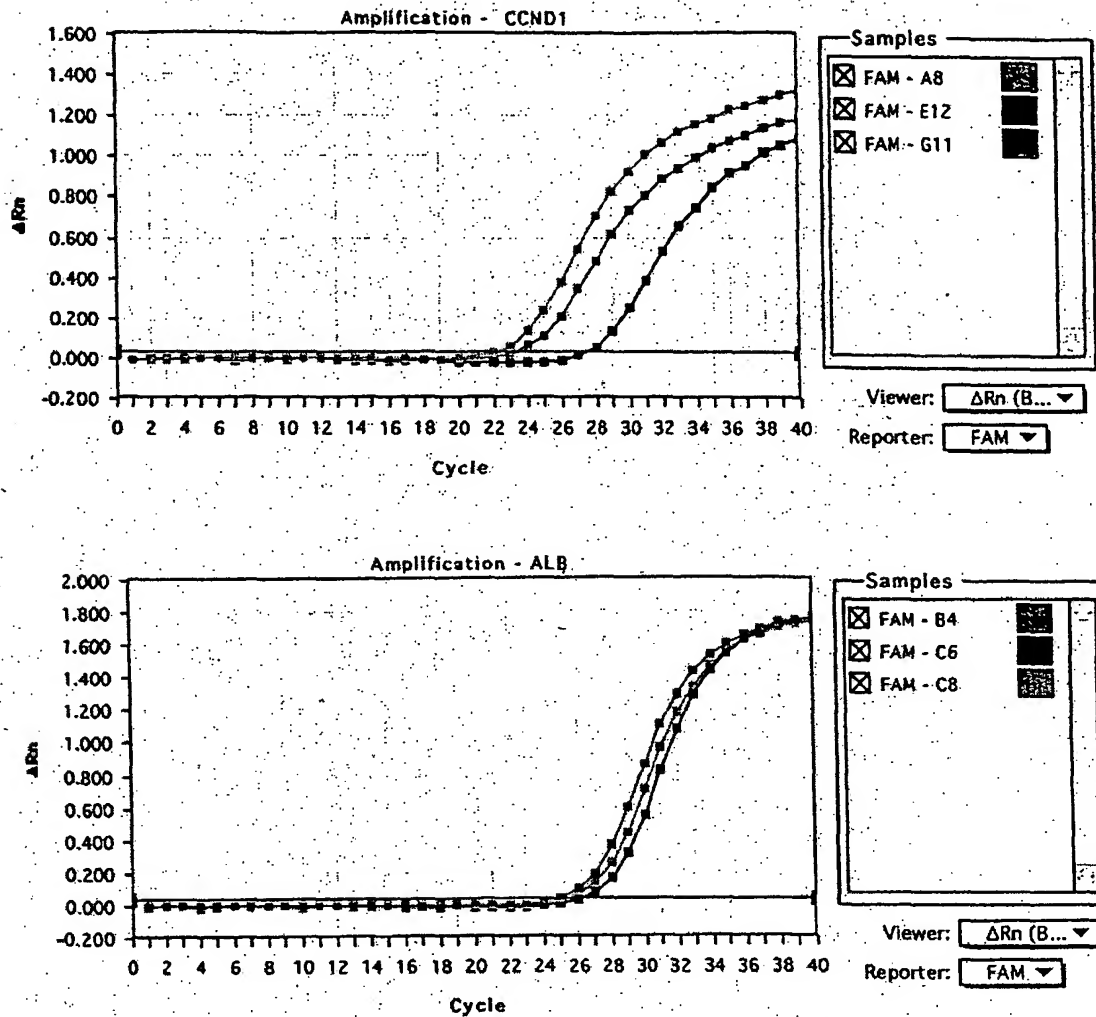 Amplification - CCND1
1.600
1.400
1.200
1.000
0.800
0.600
0.400
0.200
0.000
-0.200
ΔRn
0 2 4 6 8 10 12 14 16 18 20 22 24 26 28 30 32 34 36 38 40
Cycle
Samples
FAM - A8
FAM - E12
FAM - G11
Viewer: ΔRn (B...
Reporter: FAM
Amplification - ALB
2.000
1.800
1.600
1.400
1.200
1.000
0.800
0.600
0.400
0.200
0.000
-0.200
ΔRn
0 2 4 6 8 10 12 14 16 18 20 22 24 26 28 30 32 34 36 38 40
Cycle
Samples
FAM - B4
FAM - C6
FAM - C8
Viewer: ΔRn (B...
Reporter: FAM